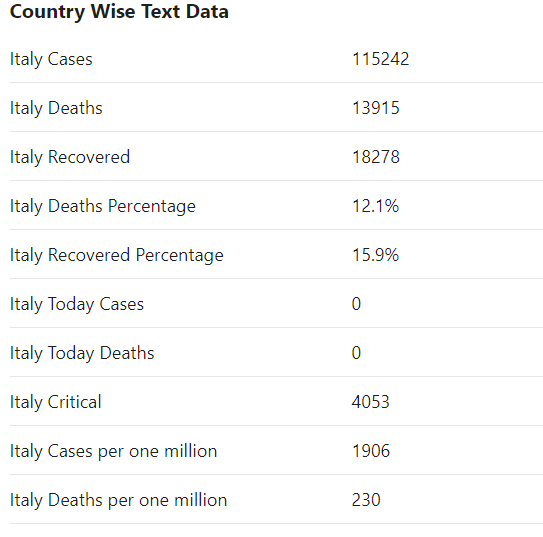 Country Wise Text Data
Italy Cases 115242
Italy Deaths 13915
Italy Recovered 18278
Italy Deaths Percentage 12.1%
Italy Recovered Percentage 15.9%
Italy Today Cases 0
Italy Today Deaths 0
Italy Critical 4053
Italy Cases per one million 1906
Italy Deaths per one million 230